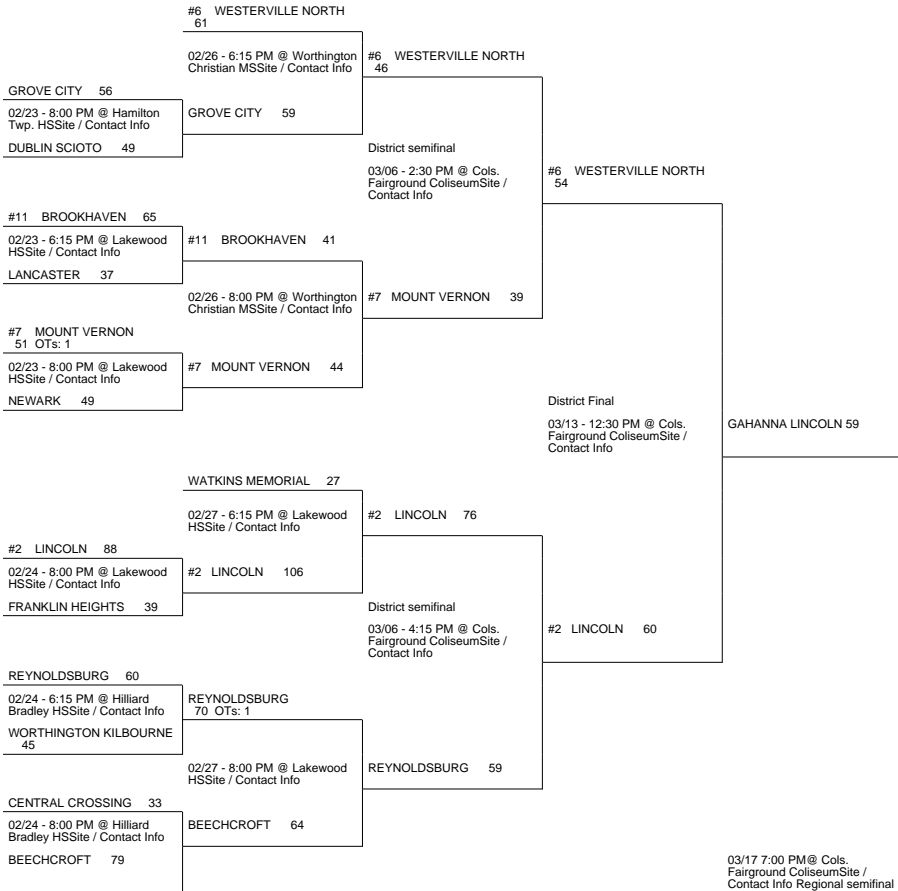 #6 WESTERVILLE NORTH
61
02/26 - 6:15 PM @ Worthington
Christian MSSite / Contact Info
#6 WESTERVILLE NORTH
46
GROVE CITY 56
02/23 - 8:00 PM @ Hamilton
Twp. HSSite / Contact Info
GROVE CITY 59
DUBLIN SCIOTO 49
District semifinal
03/06 - 2:30 PM @ Cols.
Fairground ColiseumSite /
Contact Info
#6 WESTERVILLE NORTH
54
#11 BROOKHAVEN 65
02/23 - 6:15 PM @ Lakewood
HSSite / Contact Info
#11 BROOKHAVEN 41
LANCASTER 37
02/26 - 8:00 PM @ Worthington
Christian MSSite / Contact Info
#7 MOUNT VERNON 39
#7 MOUNT VERNON
51 OTs: 1
02/23 - 8:00 PM @ Lakewood
HSSite / Contact Info
#7 MOUNT VERNON 44
NEWARK 49
District Final
03/13 - 12:30 PM @ Cols.
Fairground ColiseumSite /
Contact Info
GAHANNA LINCOLN 59
WATKINS MEMORIAL 27
02/27 - 6:15 PM @ Lakewood
HSSite / Contact Info
#2 LINCOLN 76
#2 LINCOLN 88
02/24 - 8:00 PM @ Lakewood
HSSite / Contact Info
#2 LINCOLN 106
FRANKLIN HEIGHTS 39
District semifinal
03/06 - 4:15 PM @ Cols.
Fairground ColiseumSite /
Contact Info
#2 LINCOLN 60
REYNOLDSBURG 60
02/24 - 6:15 PM @ Hilliard
Bradley HSSite / Contact Info
REYNOLDSBURG
70 OTs: 1
WORTHINGTON KILBOURNE
45
02/27 - 8:00 PM @ Lakewood
HSSite / Contact Info
REYNOLDSBURG 59
CENTRAL CROSSING 33
02/24 - 8:00 PM @ Hilliard
Bradley HSSite / Contact Info
BEECHCROFT 64
BEECHCROFT 79
03/17 7:00 PM@ Cols.
Fairground ColiseumSite /
Contact Info Regional semifinal